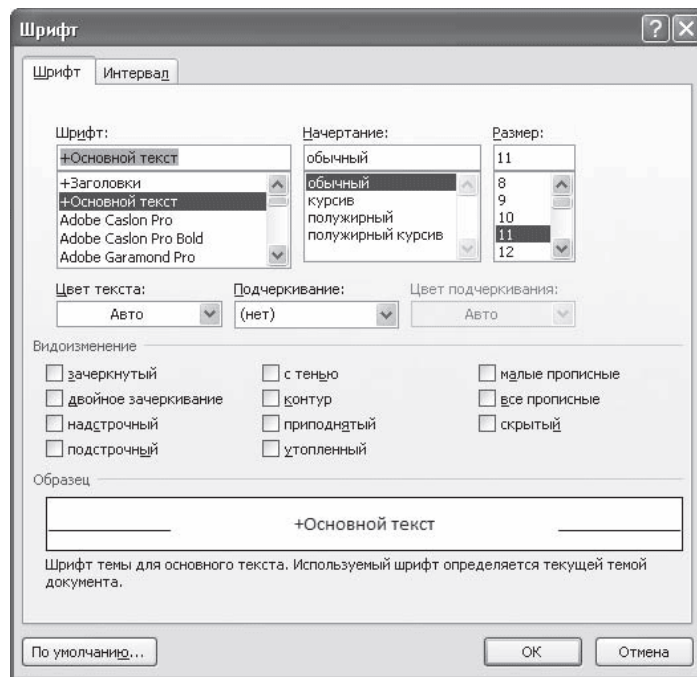 Шрифт
Шрифт Интервал
Шрифт: Начертание: Размер:
+Основной текст обычный 11
+Заголовки обычный 8
+Основной текст курсив 9
Adobe Caslon Pro полужирный 10
Adobe Caslon Pro Bold полужирный курсив 11
Adobe Garamond Pro 12
Цвет текста: Подчеркивание: Цвет подчеркивания:
Авто (нет) Авто
Видоизменение
зачеркнутый с тенью малые прописные
двойное зачеркивание контур все прописные
надстрочный приподнятый скрытый
подстрочный утопленный
Образец
+Основной текст
Шрифт темы для основного текста. Используемый шрифт определяется текущей темой
документа.
По умолчанию... ОК Отмена